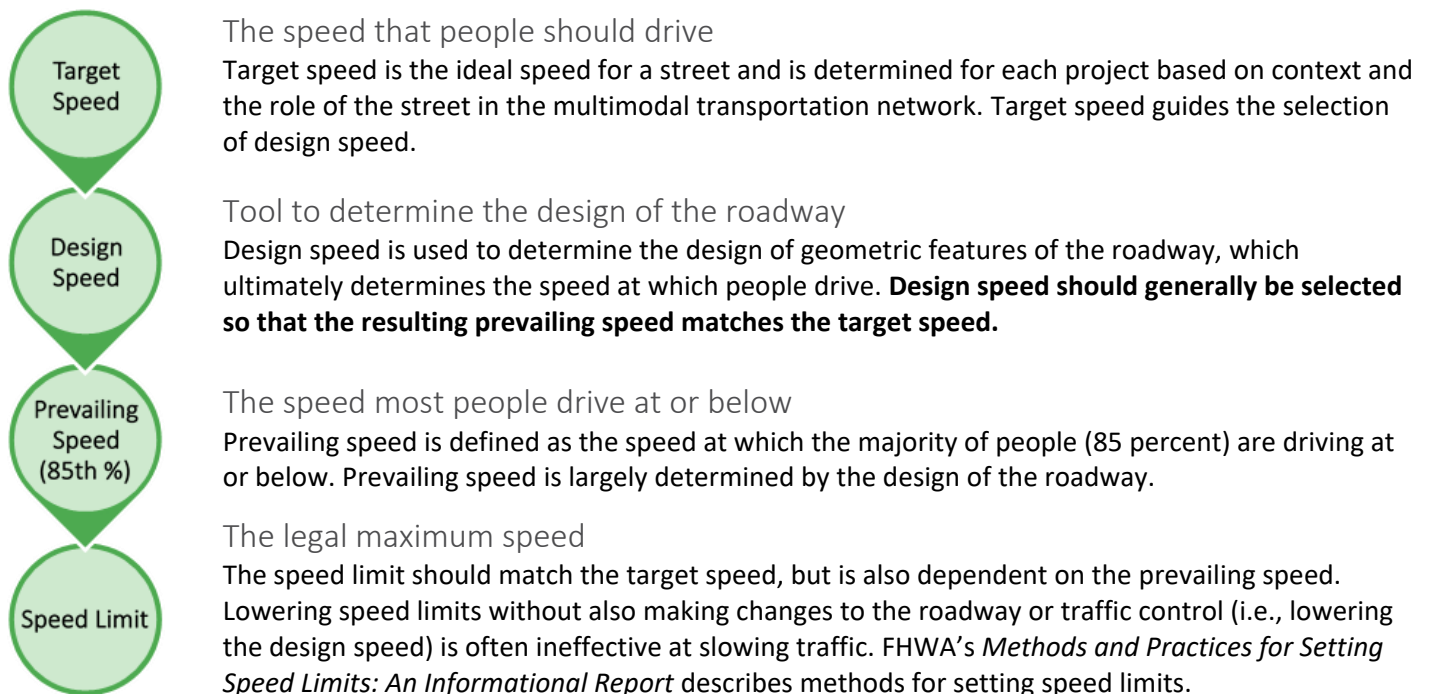 Target
Speed
The speed that people should drive
Target speed is the ideal speed for a street and is determined for each project based on context and
the role of the street in the multimodal transportation network. Target speed guides the selection
of design speed.
Design
Speed
Tool to determine the design of the roadway
Design speed is used to determine the design of geometric features of the roadway, which
ultimately determines the speed at which people drive. Design speed should generally be selected
so that the resulting prevailing speed matches the target speed.
Prevailing
Speed
(85th %)
The speed most people drive at or below
Prevailing speed is defined as the speed at which the majority of people (85 percent) are driving at
or below. Prevailing speed is largely determined by the design of the roadway.
Speed Limit
The legal maximum speed
The speed limit should match the target speed, but is also dependent on the prevailing speed.
Lowering speed limits without also making changes to the roadway or traffic control (i.e., lowering
the design speed) is often ineffective at slowing traffic. FHWA’s Methods and Practices for Setting
Speed Limits: An Informational Report describes methods for setting speed limits.